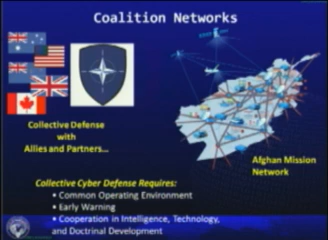 Coalition Networks
Collective Defense
with
Allies and Partners...
Afghan Mission
Network
Collective Cyber Defense Requires:
• Common Operating Environment
• Early Warning
• Cooperation in Intelligence, Technology,
and Doctrinal Development